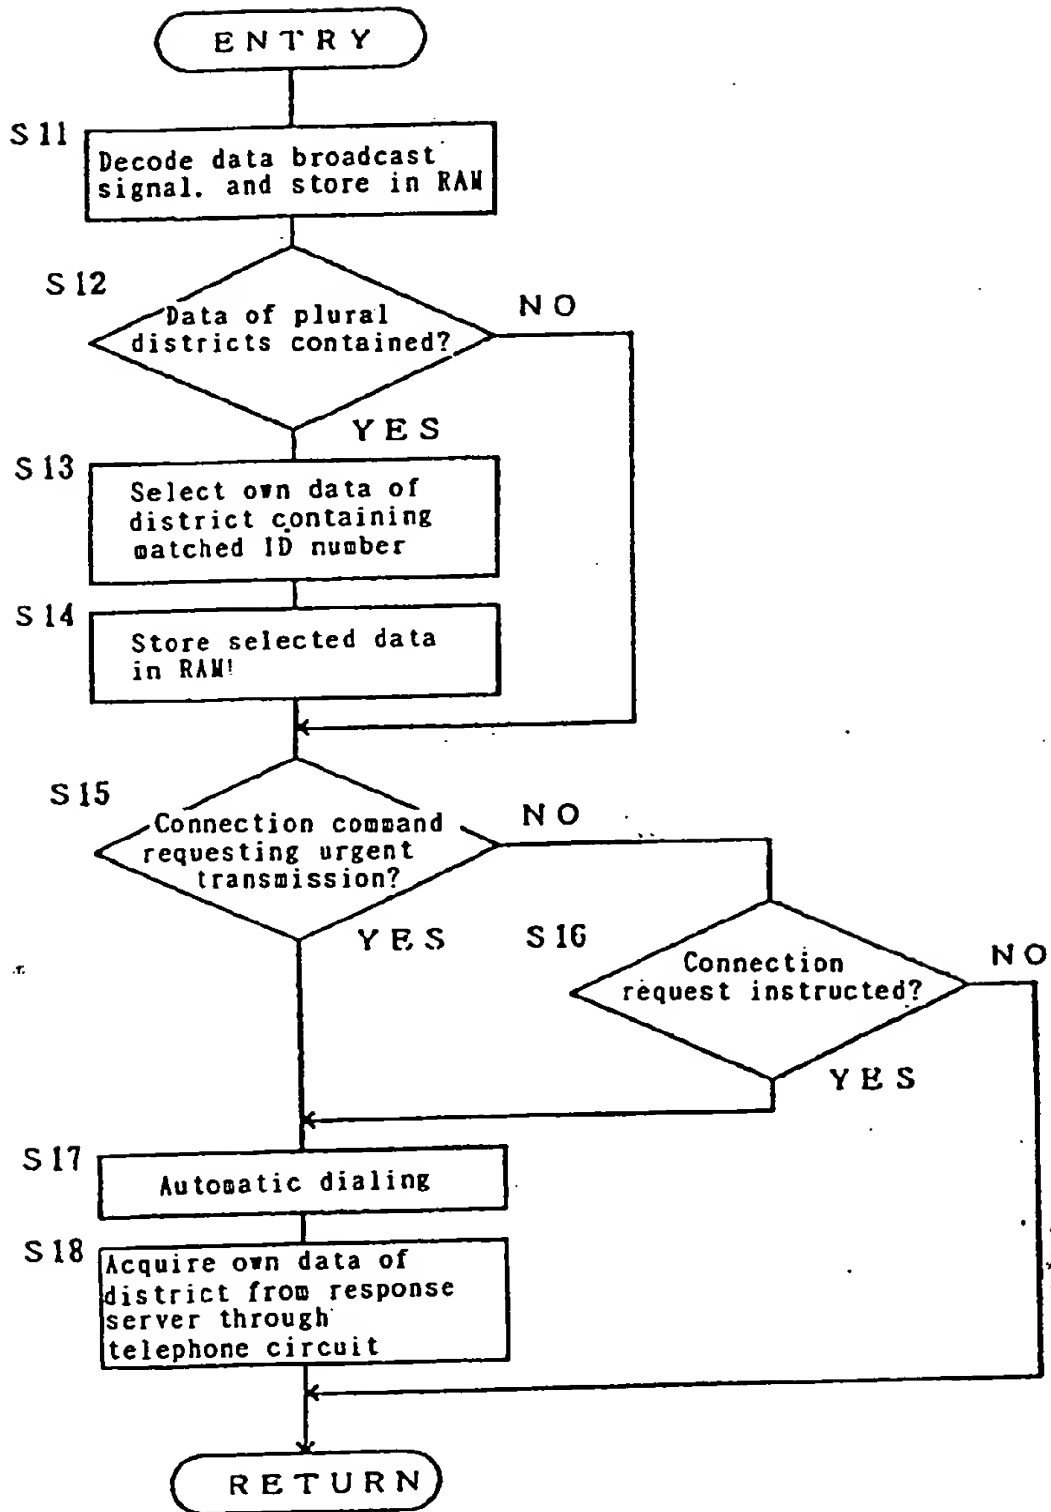 ENTRY
S11
Decode data broadcast
signal. and store in RAM
S12
Data of plural
districts contained?
NO
YES
S13
Select own data of
district containing
matched ID number
S14
Store selected data
in RAM!
S15
Connection command
requesting urgent
transmission?
NO
YES
S16
Connection
request instructed?
NO
YES
S17
Automatic dialing
S18
Acquire own data of
district from response
server through
telephone circuit
RETURN